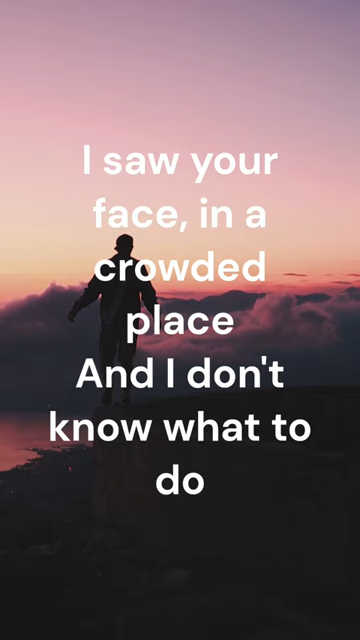 I saw your
face, in a
crowded
place
And I don't
know what to
do